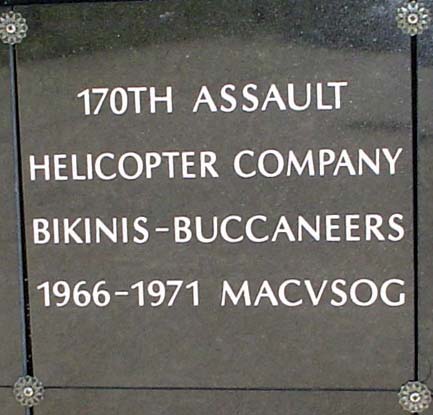 170TH ASSAULT
HELICOPTER COMPANY
BIKINIS-BUCCANEERS
1966-1971 MACVSOG